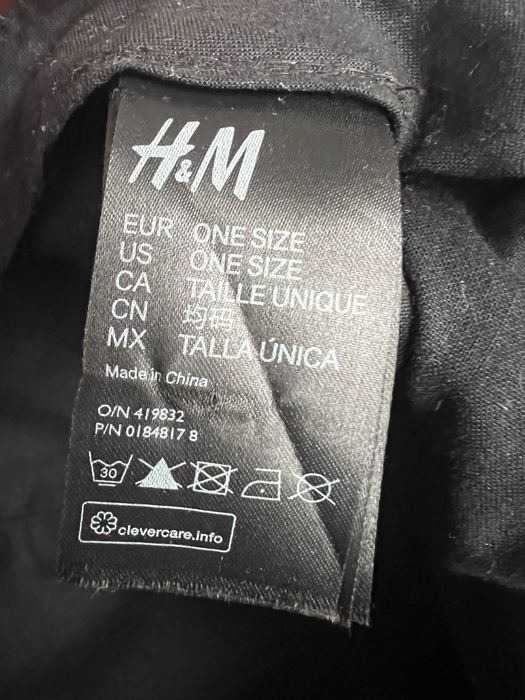 H&M
EUR ONE SIZE
US ONE SIZE
CA TAILLE UNIQUE
CN 均码
MX TALLA ÚNICA
Made in China
O/N 419832
P/N 0184817 8
30
clevercare.info